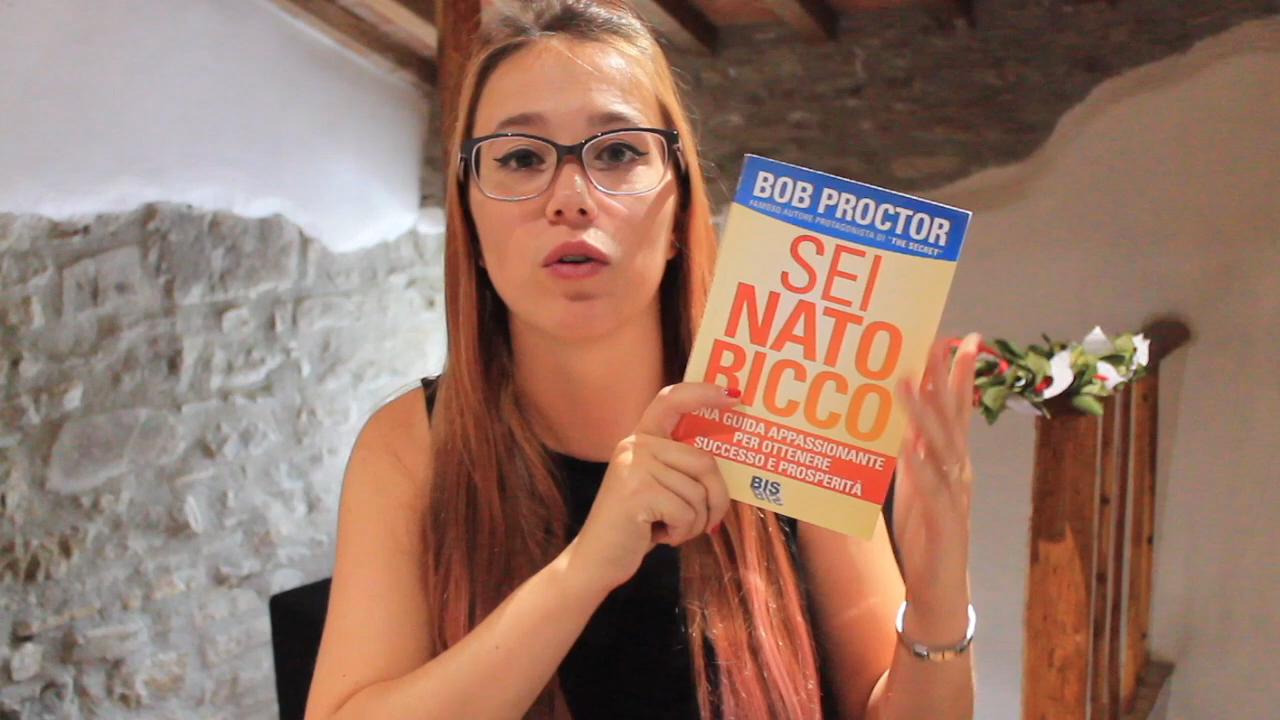 BOB PROCTOR
FAMOSO AUTORE PROTAGONISTA DI "THE SECRET"
SEI
NATO
RICCO
UNA GUIDA APPASSIONANTE
PER OTTENERE
SUCCESSO E PROSPERITÀ
BIS